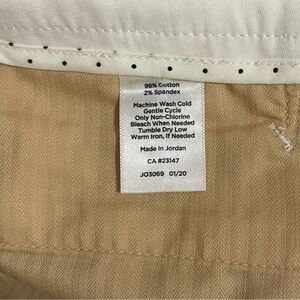 98% Cotton
2% Spandex
Machine Wash Cold
Gentle Cycle
Only Non-Chlorine
Bleach When Needed
Tumble Dry Low
Warm Iron, if Needed
Made in Jordan
CA #23147
JO3069 01/20